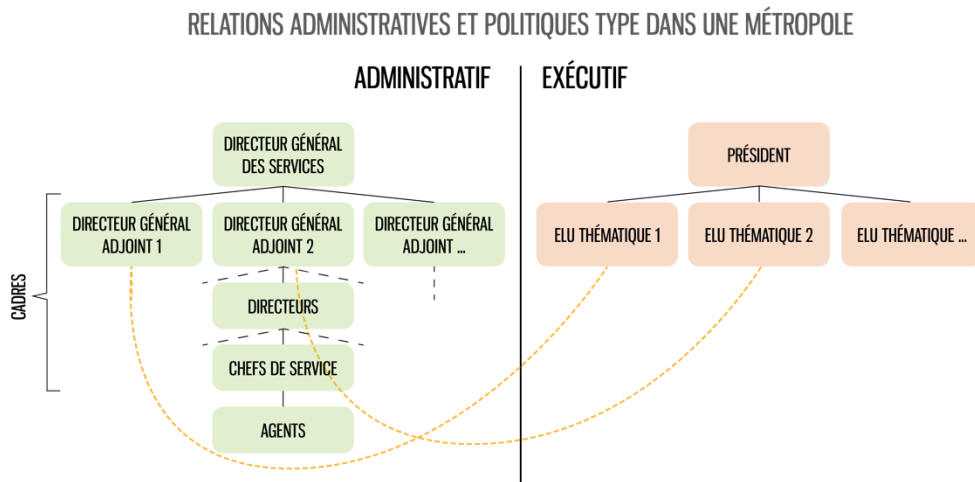 RELATIONS ADMINISTRATIVES ET POLITIQUES TYPE DANS UNE MÉTROPOLE
ADMINISTRATIF
EXÉCUTIF
DIRECTEUR GÉNÉRAL
DES SERVICES
PRÉSIDENT
CADRES
DIRECTEUR GÉNÉRAL
ADJOINT 1
DIRECTEUR GÉNÉRAL
ADJOINT 2
DIRECTEUR GÉNÉRAL
ADJOINT ...
ELU THÉMATIQUE 1
ELU THÉMATIQUE 2
ELU THÉMATIQUE ...
DIRECTEURS
CHEFS DE SERVICE
AGENTS